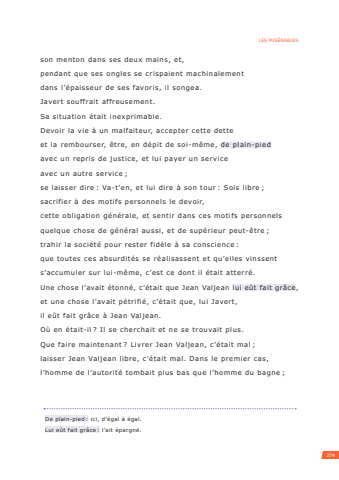 LES MISÉRABLES
son menton dans ses deux mains, et,
pendant que ses ongles se crispaient machinalement
dans l’épaisseur de ses favoris, il songea.
Javert souffrait affreusement.
Sa situation était inexprimable.
Devoir la vie à un malfaiteur, accepter cette dette
et la rembourser, être, en dépit de soi-même, de plain-pied
avec un repris de justice, et lui payer un service
avec un autre service ;
se laisser dire : Va-t’en, et lui dire à son tour : Sois libre ;
sacrifier à des motifs personnels le devoir,
cette obligation générale, et sentir dans ces motifs personnels
quelque chose de général aussi, et de supérieur peut-être ;
trahir la société pour rester fidèle à sa conscience :
que toutes ces absurdités se réalisassent et qu’elles vinssent
s’accumuler sur lui-même, c’est ce dont il était atterré.
Une chose l’avait étonné, c’était que Jean Valjean lui eût fait grâce,
et une chose l’avait pétrifié, c’était que, lui Javert,
il eût fait grâce à Jean Valjean.
Où en était-il ? Il se cherchait et ne se trouvait plus.
Que faire maintenant ? Livrer Jean Valjean, c’était mal ;
laisser Jean Valjean libre, c’était mal. Dans le premier cas,
l’homme de l’autorité tombait plus bas que l’homme du bagne ;
De plain-pied : ici, d’égal à égal.
Lui eût fait grâce : l’ait épargné.
274